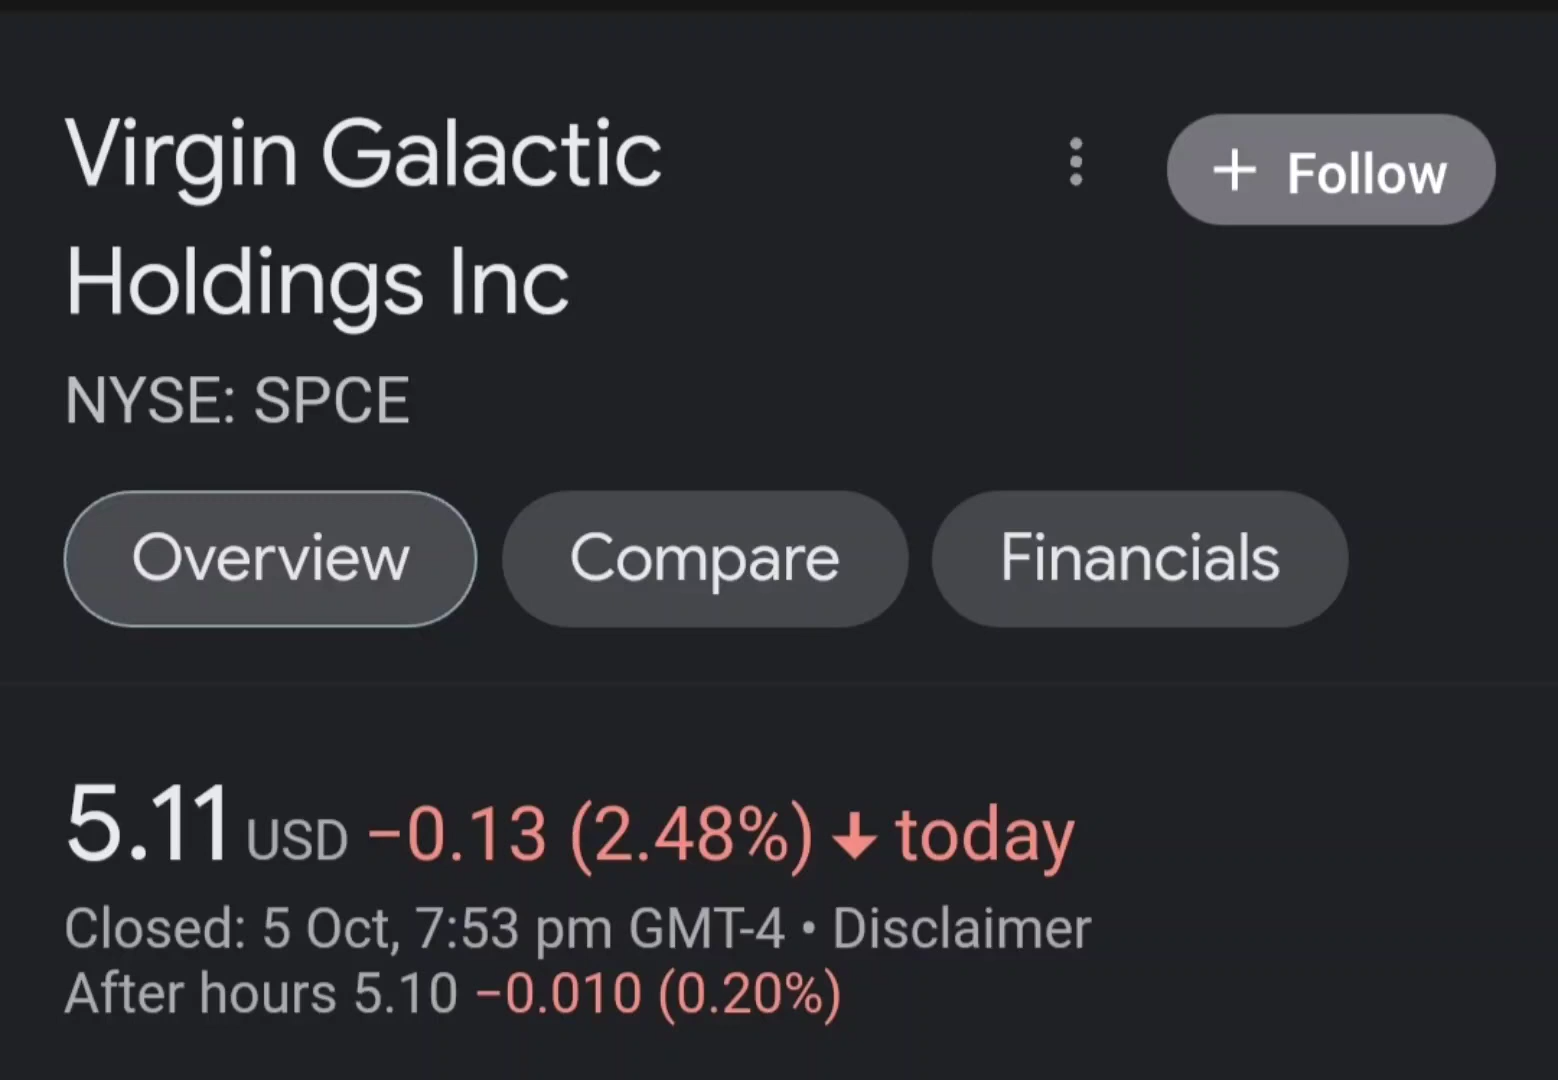 Virgin Galactic
Holdings Inc
+ Follow
NYSE: SPCE
Overview
Compare
Financials
5.11 USD −0.13 (2.48%) ↓ today
Closed: 5 Oct, 7:53 pm GMT-4 • Disclaimer
After hours 5.10 −0.010 (0.20%)